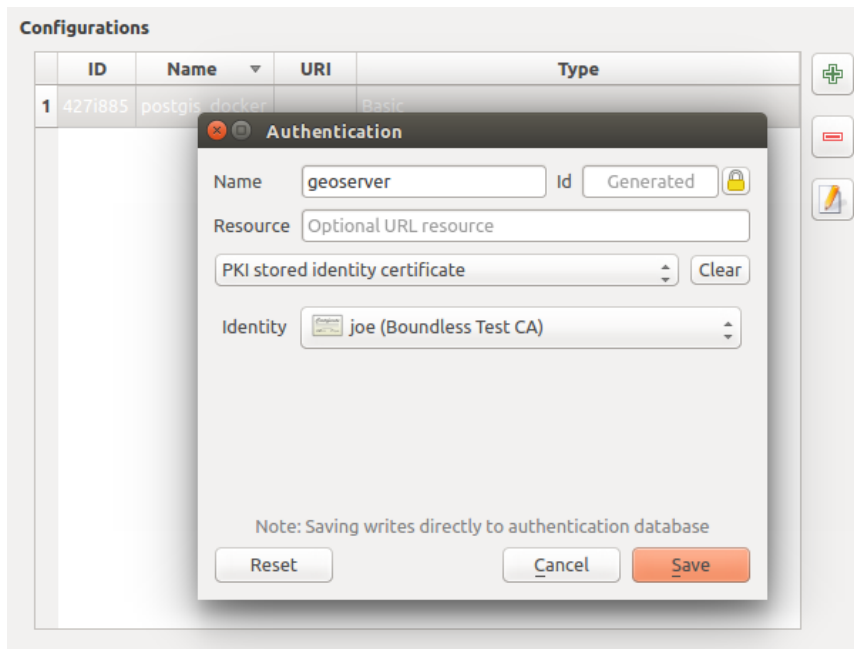 Configurations
ID Name URI Type
1 427i885 postgis_docker Basic
Authentication
Name geoserver Id Generated
Resource Optional URL resource
PKI stored identity certificate Clear
Identity joe (Boundless Test CA)
Note: Saving writes directly to authentication database
Reset Cancel Save